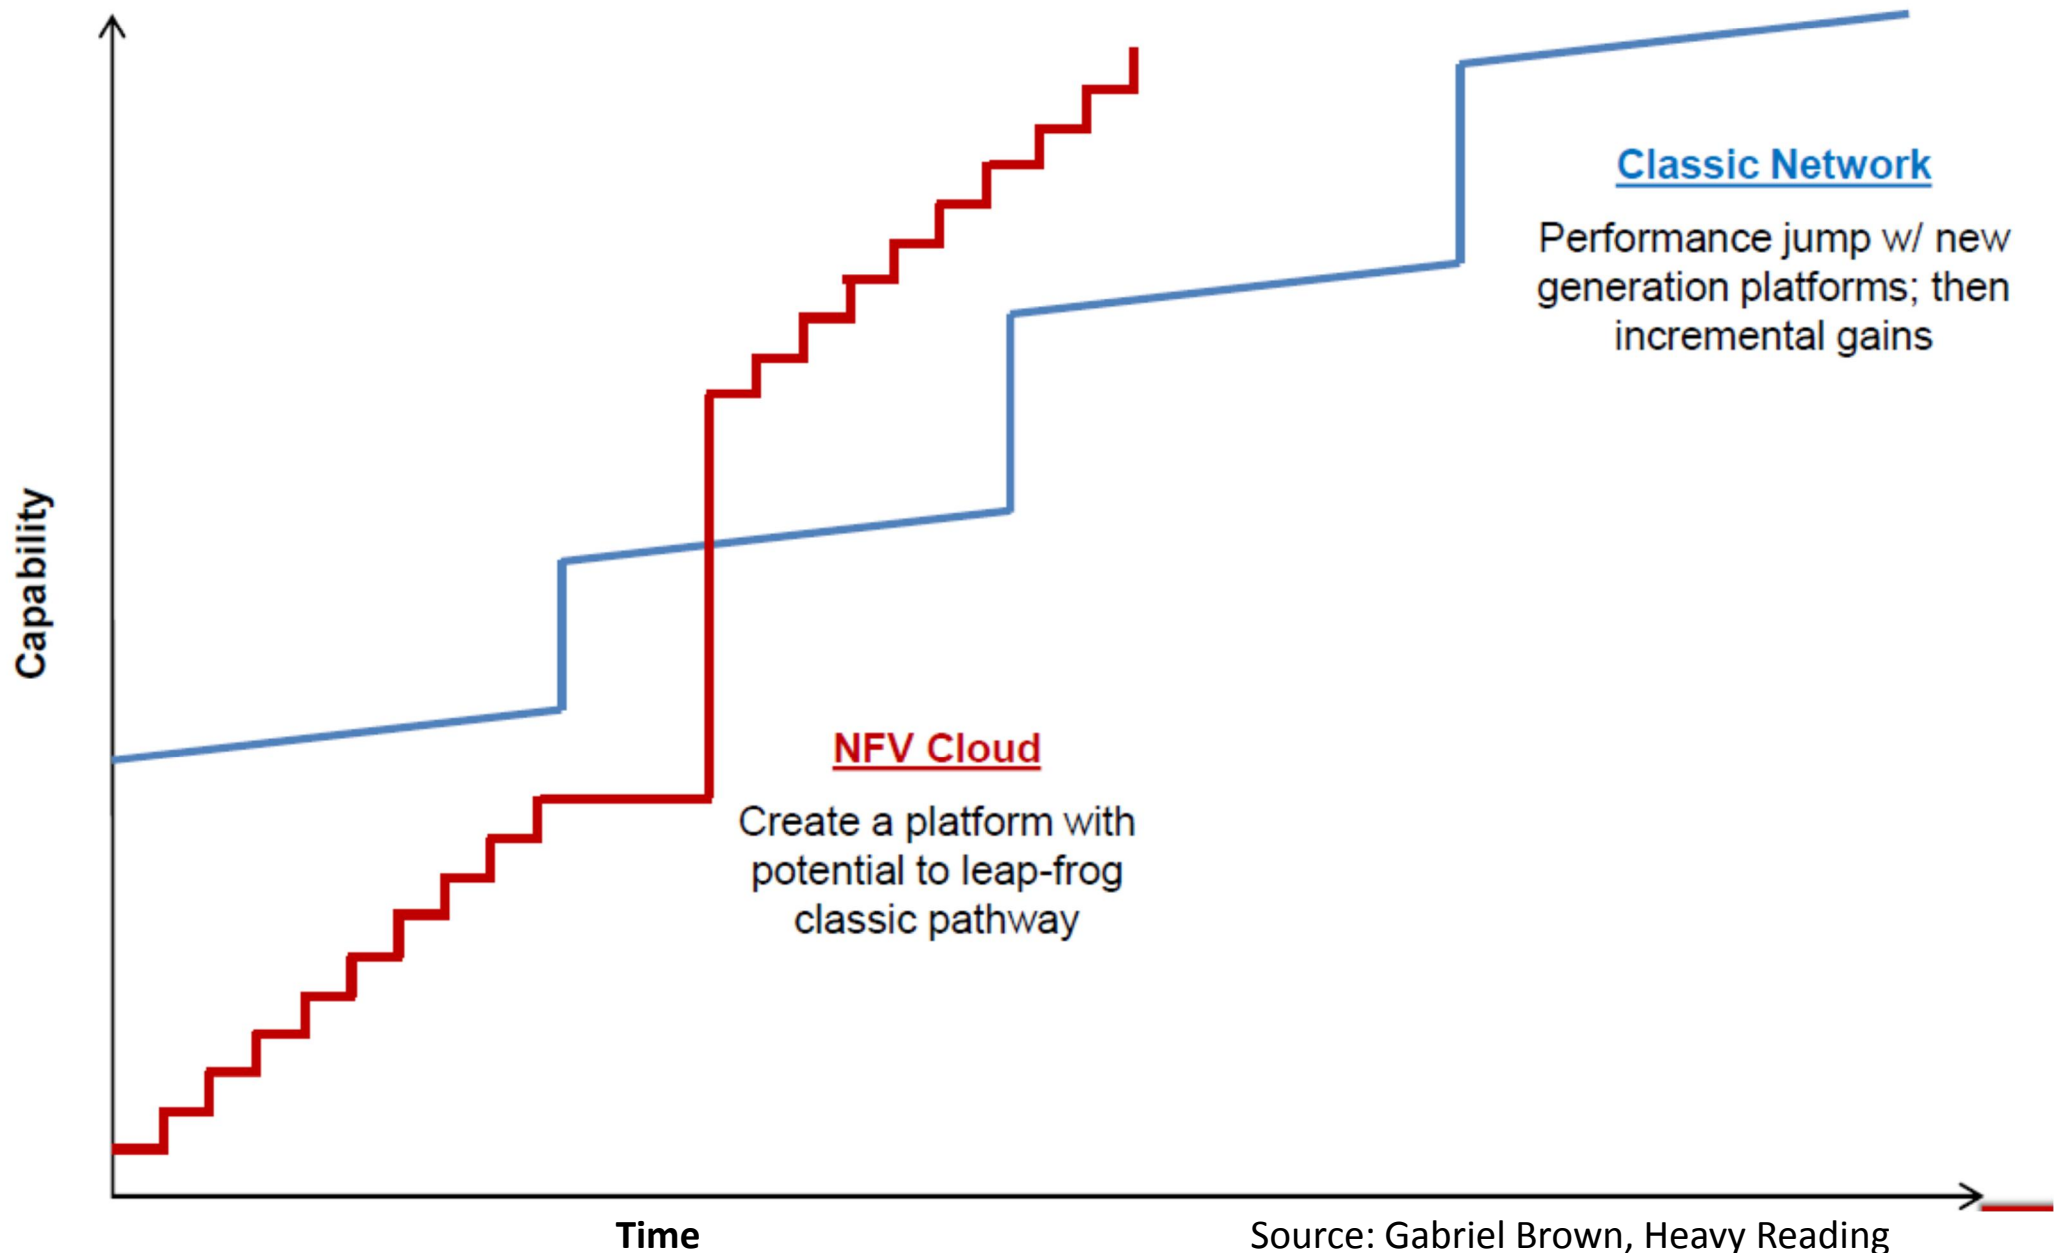 Classic Network
Performance jump w/ new
generation platforms; then
incremental gains
Capability
NFV Cloud
Create a platform with
potential to leap-frog
classic pathway
Time
Source: Gabriel Brown, Heavy Reading